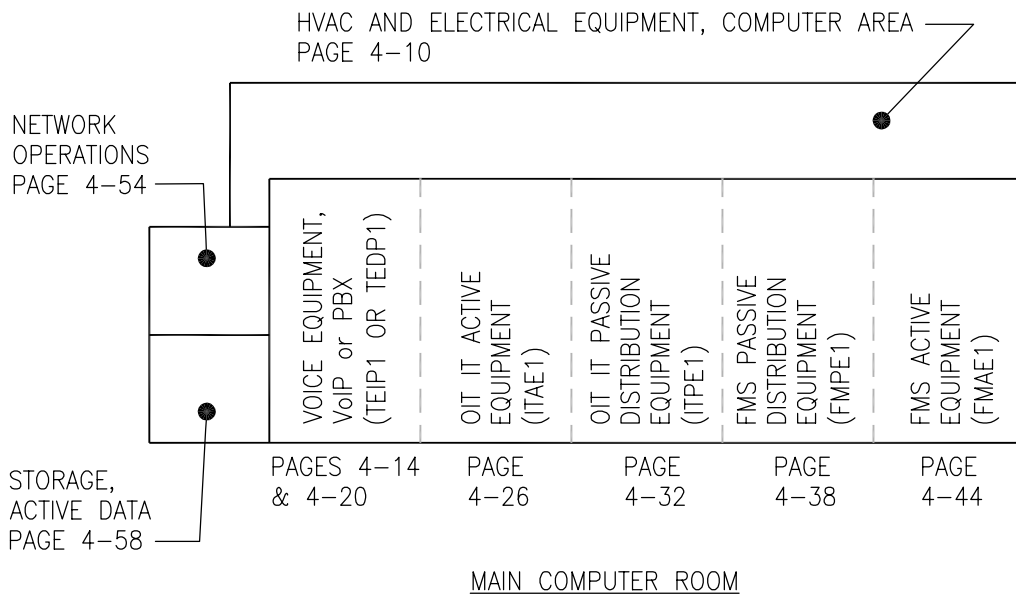 HVAC AND ELECTRICAL EQUIPMENT, COMPUTER AREA
PAGE 4-10
NETWORK
OPERATIONS
PAGE 4-54
VOICE EQUIPMENT,
VoIP or PBX
(TEIP1 OR TEDP1)
OIT IT ACTIVE
EQUIPMENT
(ITAE1)
OIT IT PASSIVE
DISTRIBUTION
EQUIPMENT
(ITPE1)
FMS PASSIVE
DISTRIBUTION
EQUIPMENT
(FMPE1)
FMS ACTIVE
EQUIPMENT
(FMAE1)
STORAGE,
ACTIVE DATA
PAGE 4-58
PAGES 4-14
& 4-20
PAGE
4-26
PAGE
4-32
PAGE
4-38
PAGE
4-44
MAIN COMPUTER ROOM